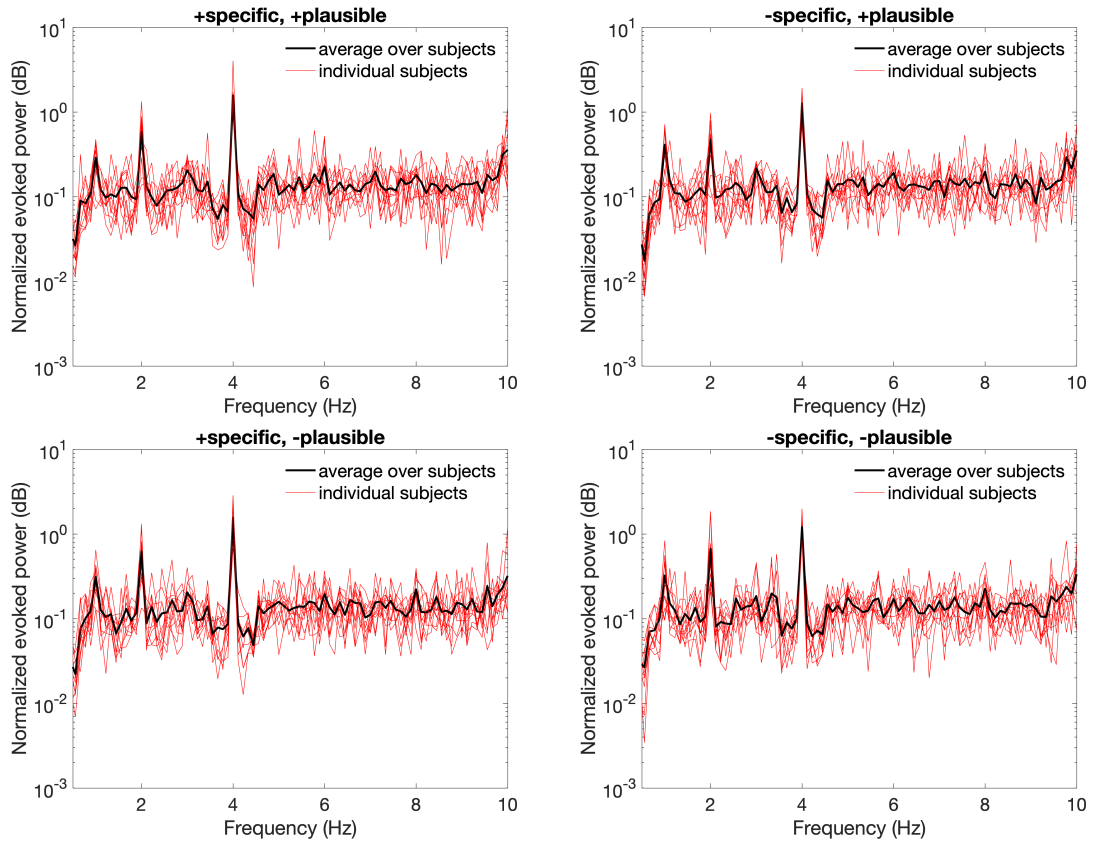 +specific, +plausible
Normalized evoked power (dB)
10^1
10^0
10^-1
10^-2
10^-3
average over subjects
individual subjects
2 4 6 8 10
Frequency (Hz)
-specific, +plausible
Normalized evoked power (dB)
10^1
10^0
10^-1
10^-2
10^-3
average over subjects
individual subjects
2 4 6 8 10
Frequency (Hz)
+specific, -plausible
Normalized evoked power (dB)
10^1
10^0
10^-1
10^-2
10^-3
average over subjects
individual subjects
2 4 6 8 10
Frequency (Hz)
-specific, -plausible
Normalized evoked power (dB)
10^1
10^0
10^-1
10^-2
10^-3
average over subjects
individual subjects
2 4 6 8 10
Frequency (Hz)